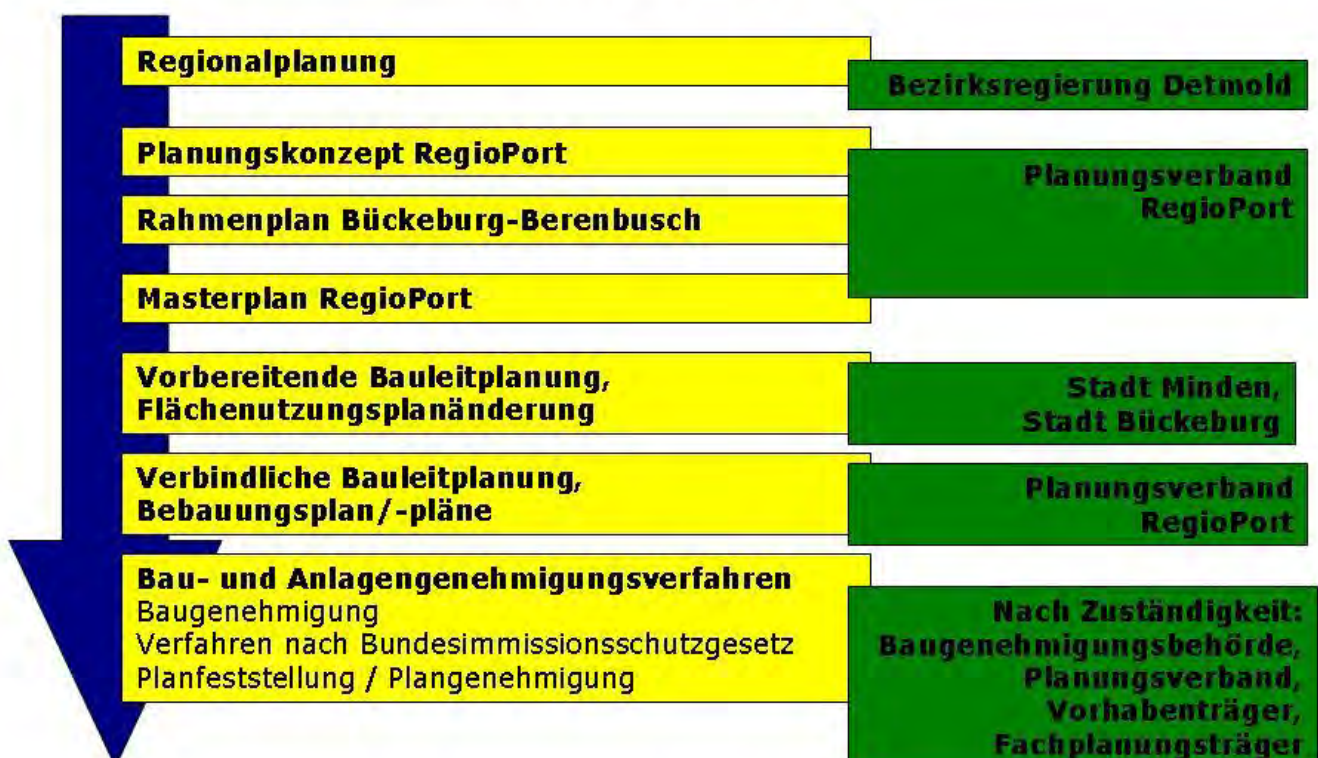 Regionalplanung
Bezirksregierung Detmold
Planungskonzept RegioPort
Rahmenplan Bückeburg-Berenbusch
Masterplan RegioPort
Planungsverband
RegioPort
Vorbereitende Bauleitplanung,
Flächenutzungsplanänderung
Stadt Minden,
Stadt Bückeburg
Verbindliche Bauleitplanung,
Bebauungsplan/-pläne
Planungsverband
RegioPort
Bau- und Anlagengenehmigungsverfahren
Baugenehmigung
Verfahren nach Bundesimmissionsschutzgesetz
Planfeststellung / Plangenehmigung
Nach Zuständigkeit:
Baugenehmigungsbehörde,
Planungsverband,
Vorhabenträger,
Fachplanungsträger